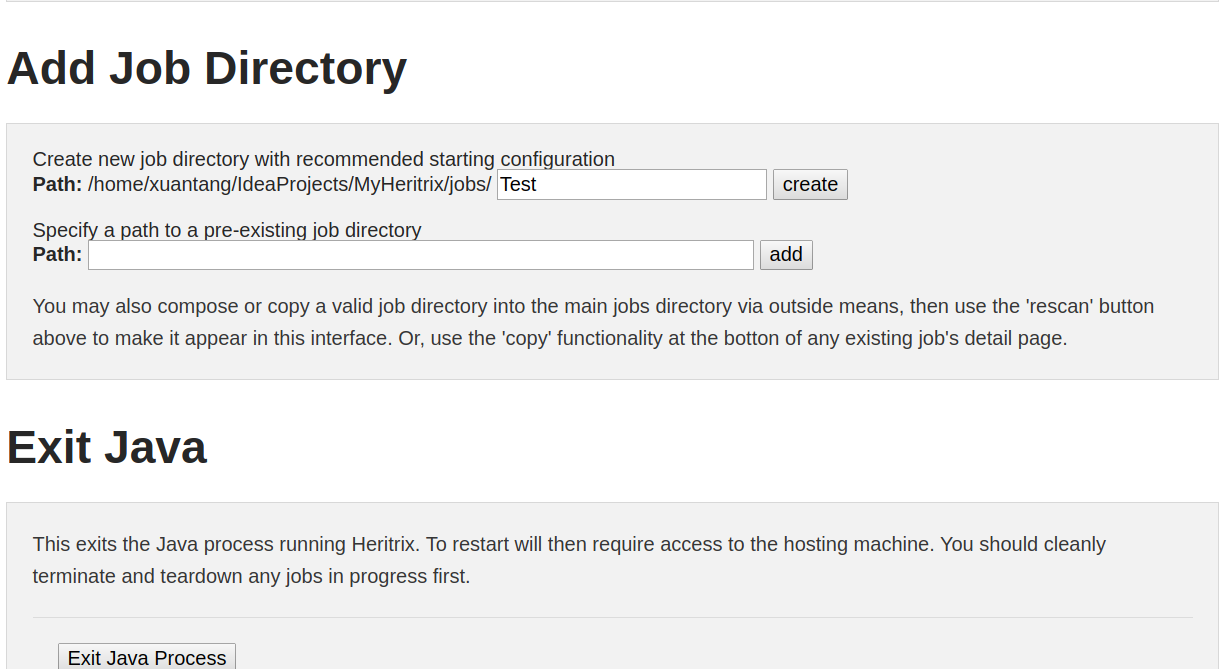 Add Job Directory
Create new job directory with recommended starting configuration
Path: /home/xuantang/IdeaProjects/MyHeritrix/jobs/ Test create
Specify a path to a pre-existing job directory
Path: add
You may also compose or copy a valid job directory into the main jobs directory via outside means, then use the 'rescan' button
above to make it appear in this interface. Or, use the 'copy' functionality at the botton of any existing job's detail page.
Exit Java
This exits the Java process running Heritrix. To restart will then require access to the hosting machine. You should cleanly
terminate and teardown any jobs in progress first.
Exit Java Process